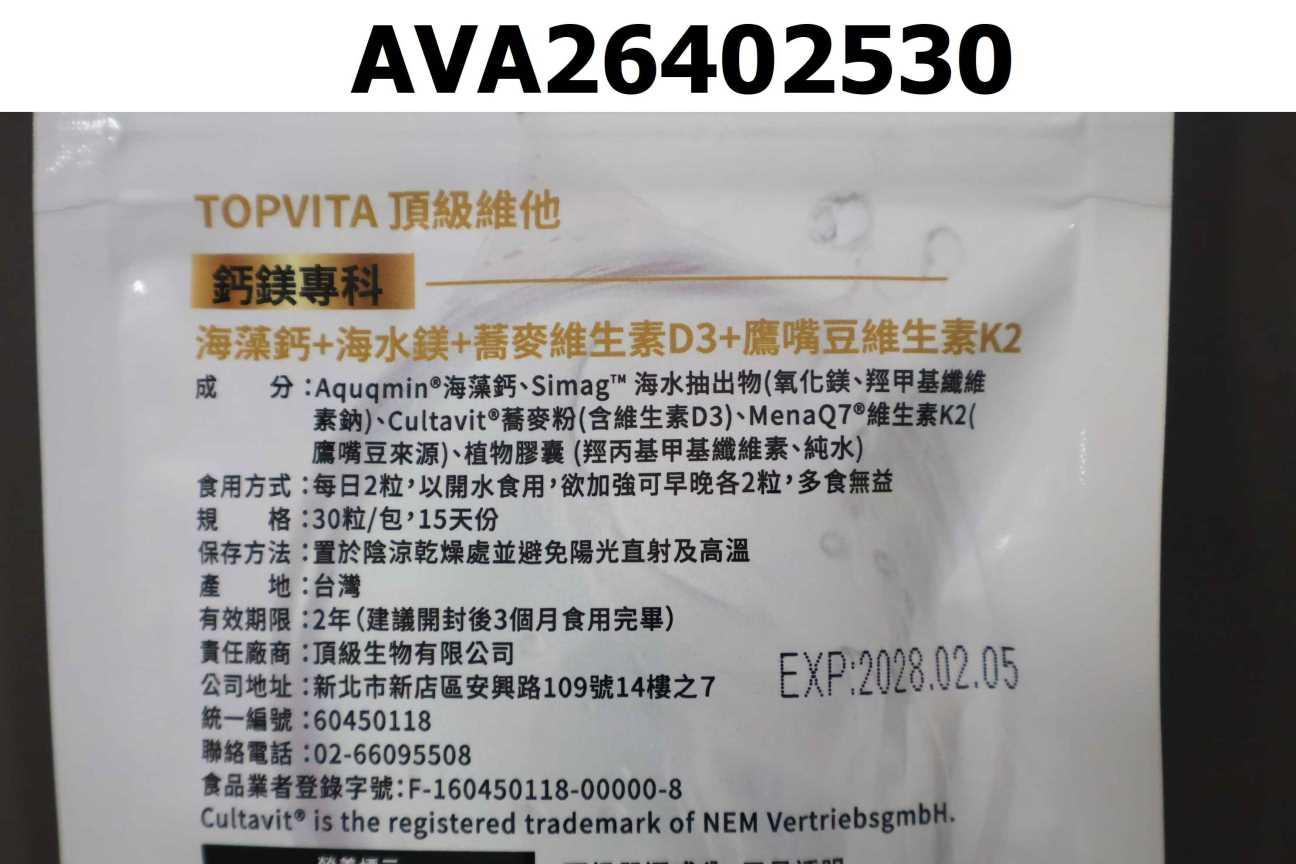 AVA26402530
TOPVITA 頂級維他
鈣鎂專科
海藻鈣+海水鎂+蕎麥維生素D3+鷹嘴豆維生素K2
成 分:Aquqmin®海藻鈣、Simag™ 海水抽出物(氧化鎂、羥甲基纖維
素鈉)、Cultavit®蕎麥粉(含維生素D3)、MenaQ7®維生素K2(
鷹嘴豆來源)、植物膠囊 (羥丙基甲基纖維素、純水)
食用方式:每日2粒,以開水食用,欲加強可早晚各2粒,多食無益
規 格:30粒/包,15天份
保存方法:置於陰涼乾燥處並避免陽光直射及高溫
產 地:台灣
有效期限:2年(建議開封後3個月食用完畢)
責任廠商:頂級生物有限公司
公司地址:新北市新店區安興路109號14樓之7
EXP:2028.02.05
統一編號:60450118
聯絡電話:02-66095508
食品業者登錄字號:F-160450118-00000-8
Cultavit® is the registered trademark of NEM VertriebsgmbH.